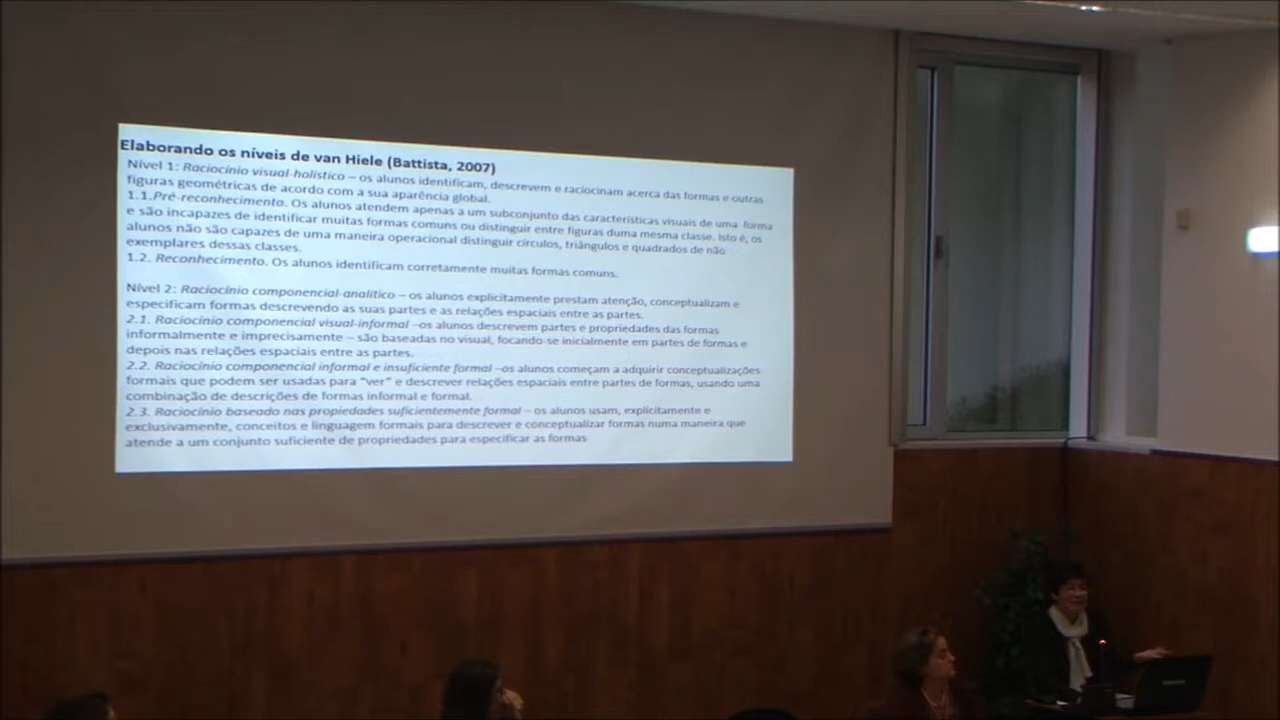 Elaborando os níveis de van Hiele (Battista, 2007)
Nível 1: Raciocínio visual-holístico – os alunos identificam, descrevem e raciocinam acerca das formas e outras
figuras geométricas de acordo com a sua aparência global.
1.1.Pré-reconhecimento. Os alunos atendem apenas a um subconjunto das características visuais de uma forma
e são incapazes de identificar muitas formas comuns ou distinguir entre figuras duma mesma classe. Isto é, os
alunos não são capazes de uma maneira operacional distinguir círculos, triângulos e quadrados de não
exemplares dessas classes.
1.2. Reconhecimento. Os alunos identificam corretamente muitas formas comuns.
Nível 2: Raciocínio componencial-analítico – os alunos explicitamente prestam atenção, conceptualizam e
especificam formas descrevendo as suas partes e as relações espaciais entre as partes.
2.1. Raciocínio componencial visual-informal –os alunos descrevem partes e propriedades das formas
informalmente e imprecisamente – são baseadas no visual, focando-se inicialmente em partes de formas e
depois nas relações espaciais entre as partes.
2.2. Raciocínio componencial informal e insuficiente formal –os alunos começam a adquirir conceptualizações
formais que podem ser usadas para "ver" e descrever relações espaciais entre partes de formas, usando uma
combinação de descrições de formas informal e formal.
2.3. Raciocínio baseado nas propiedades suficientemente formal – os alunos usam, explicitamente e
exclusivamente, conceitos e linguagem formais para descrever e conceptualizar formas numa maneira que
atende a um conjunto suficiente de propriedades para especificar as formas